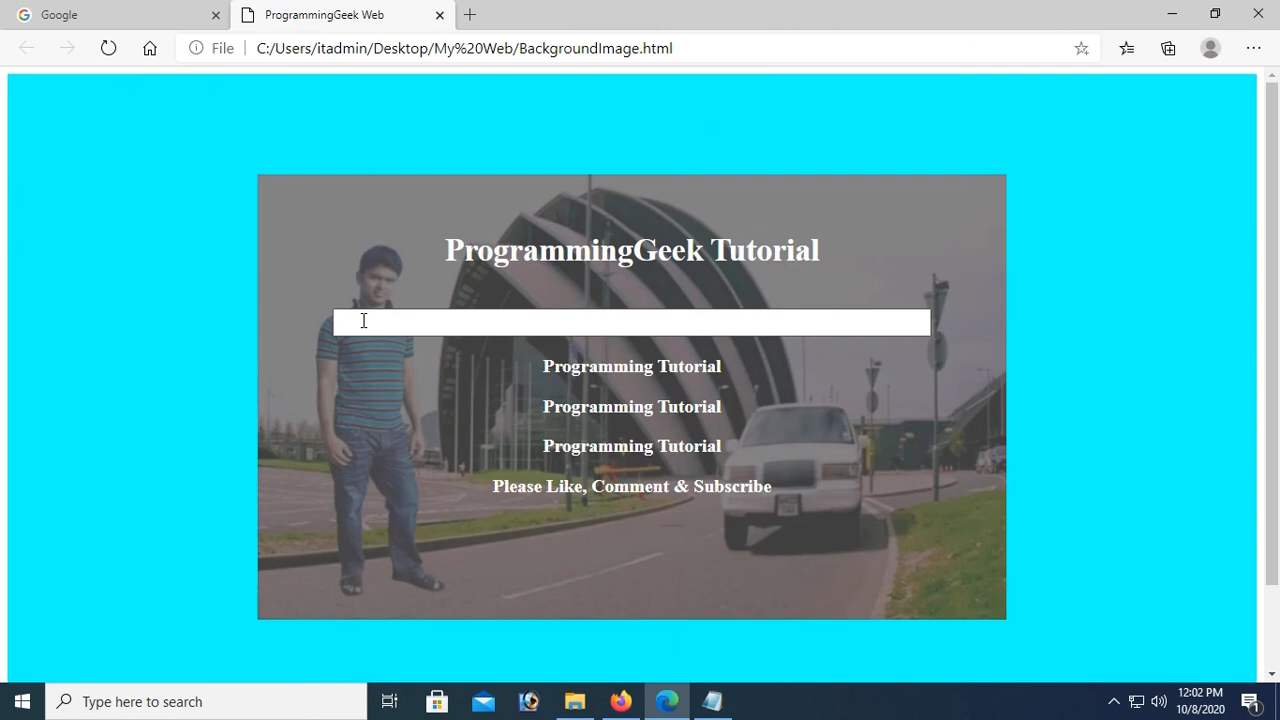 Google
ProgrammingGeek Web
File
C:/Users/itadmin/Desktop/My%20Web/BackgroundImage.html
ProgrammingGeek Tutorial
Programming Tutorial
Programming Tutorial
Programming Tutorial
Please Like, Comment & Subscribe
Type here to search
12:02 PM
10/8/2020
1